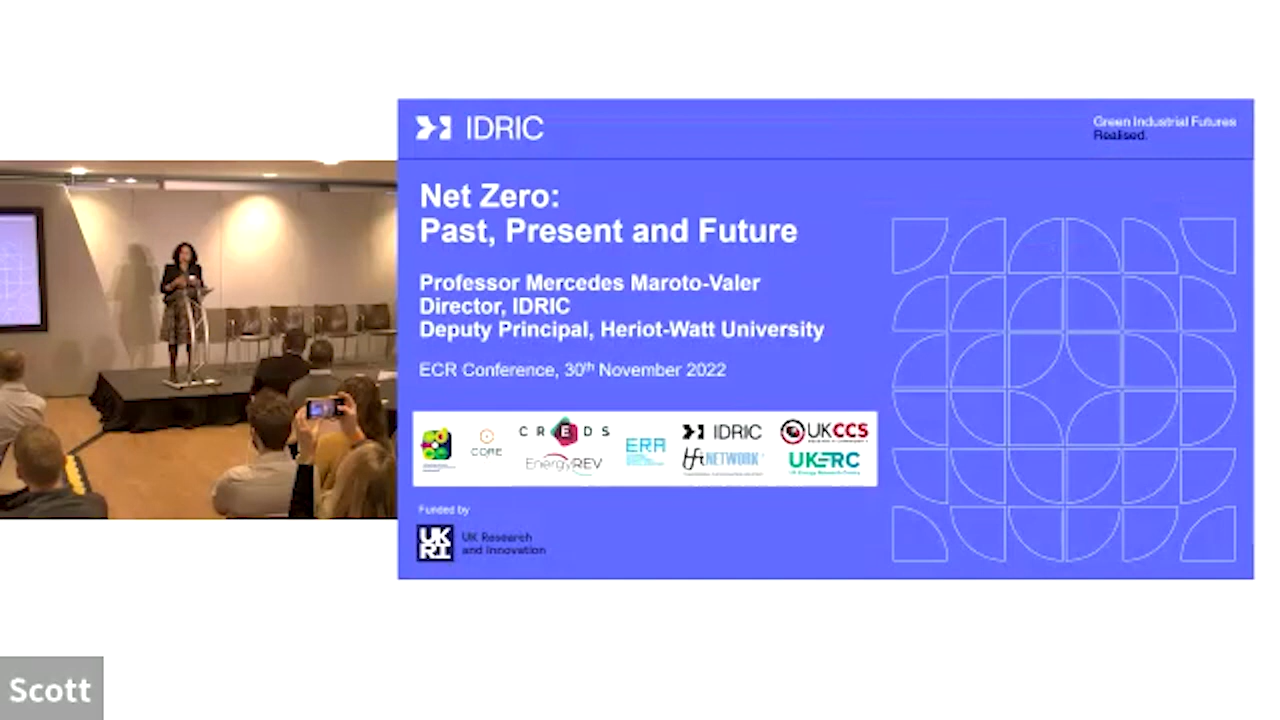 IDRIC
Green Industrial Futures
Realised.
Net Zero:
Past, Present and Future
Professor Mercedes Maroto-Valer
Director, IDRIC
Deputy Principal, Heriot-Watt University
ECR Conference, 30th November 2022
CORE
CREDS
EnergyREV
ERA
IDRIC
tfiNETWORK+
UKCCS
UKERC
Funded by
UKRI
UK Research
and Innovation
Scott